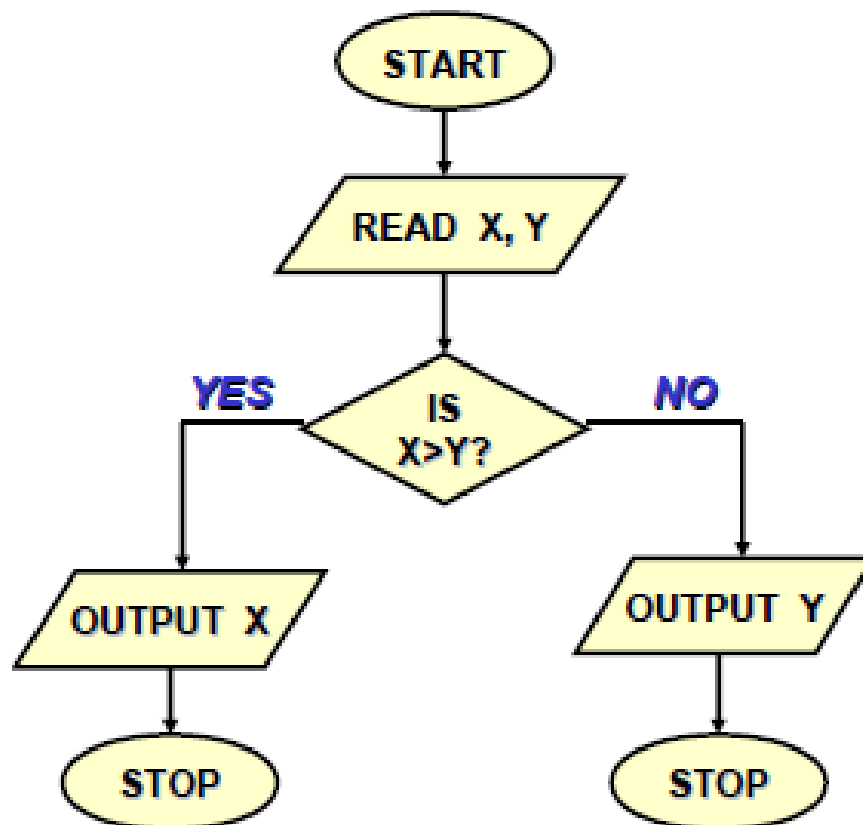 START
READ X, Y
YES
IS
X>Y?
NO
OUTPUT X
OUTPUT Y
STOP
STOP